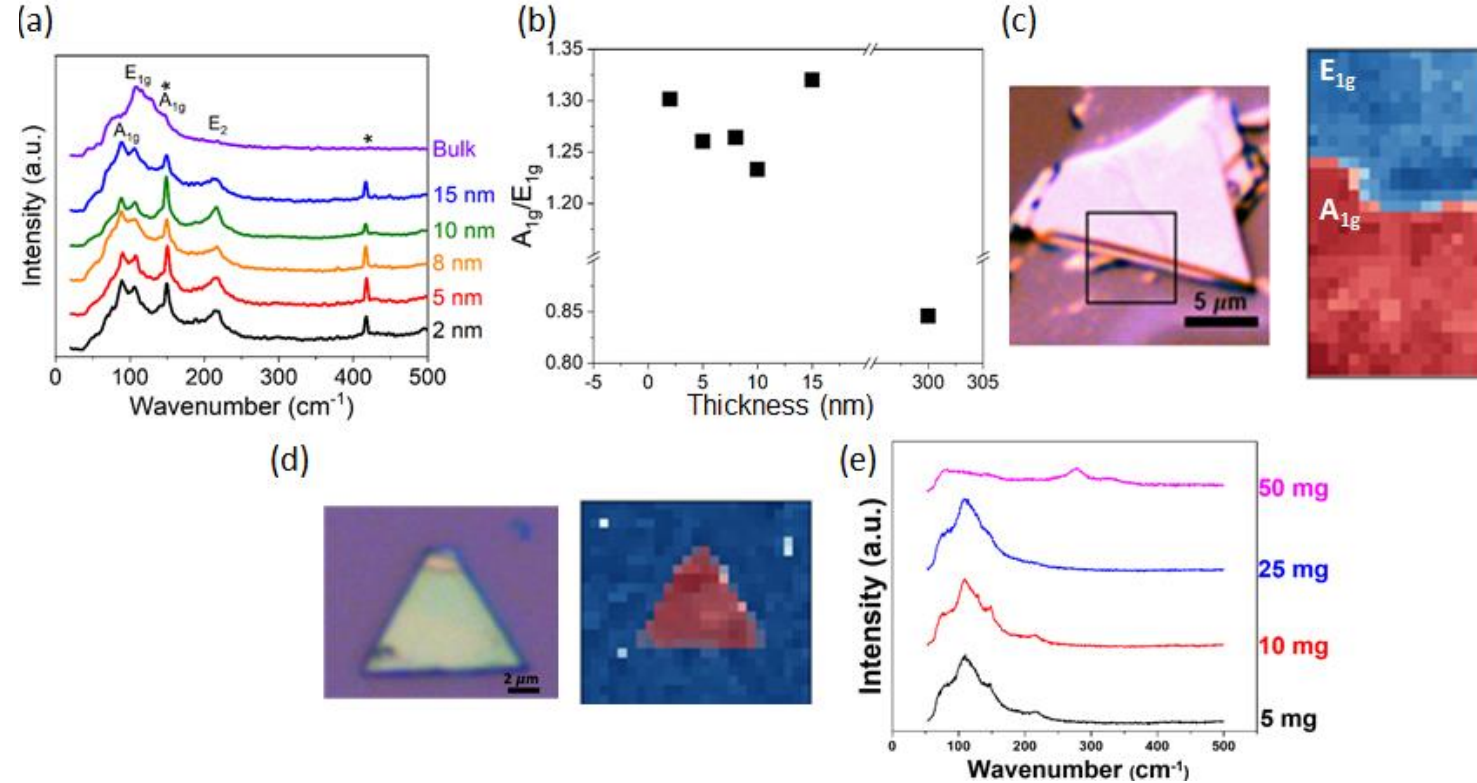 (a)
E1g
*
A1g
A1g
E2
*
Bulk
15 nm
10 nm
8 nm
5 nm
2 nm
Intensity (a.u.)
0 100 200 300 400 500
Wavenumber (cm-1)
(b)
A1g/E1g
1.35
1.30
1.25
1.20
0.85
0.80
-5 0 5 10 15 300 305
Thickness (nm)
(c)
5 μm
E1g
A1g
(d)
2 μm
(e)
Intensity (a.u.)
50 mg
25 mg
10 mg
5 mg
0 100 200 300 400 500
Wavenumber (cm-1)